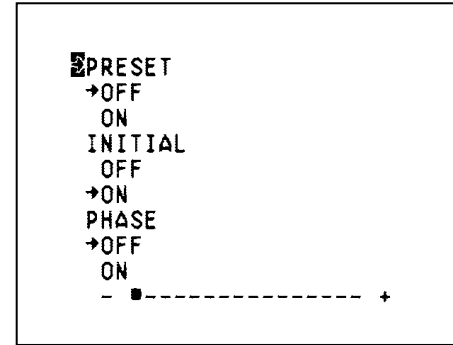 PRESET
→OFF
ON
INITIAL
OFF
→ON
PHASE
→OFF
ON
- ■--------------- +